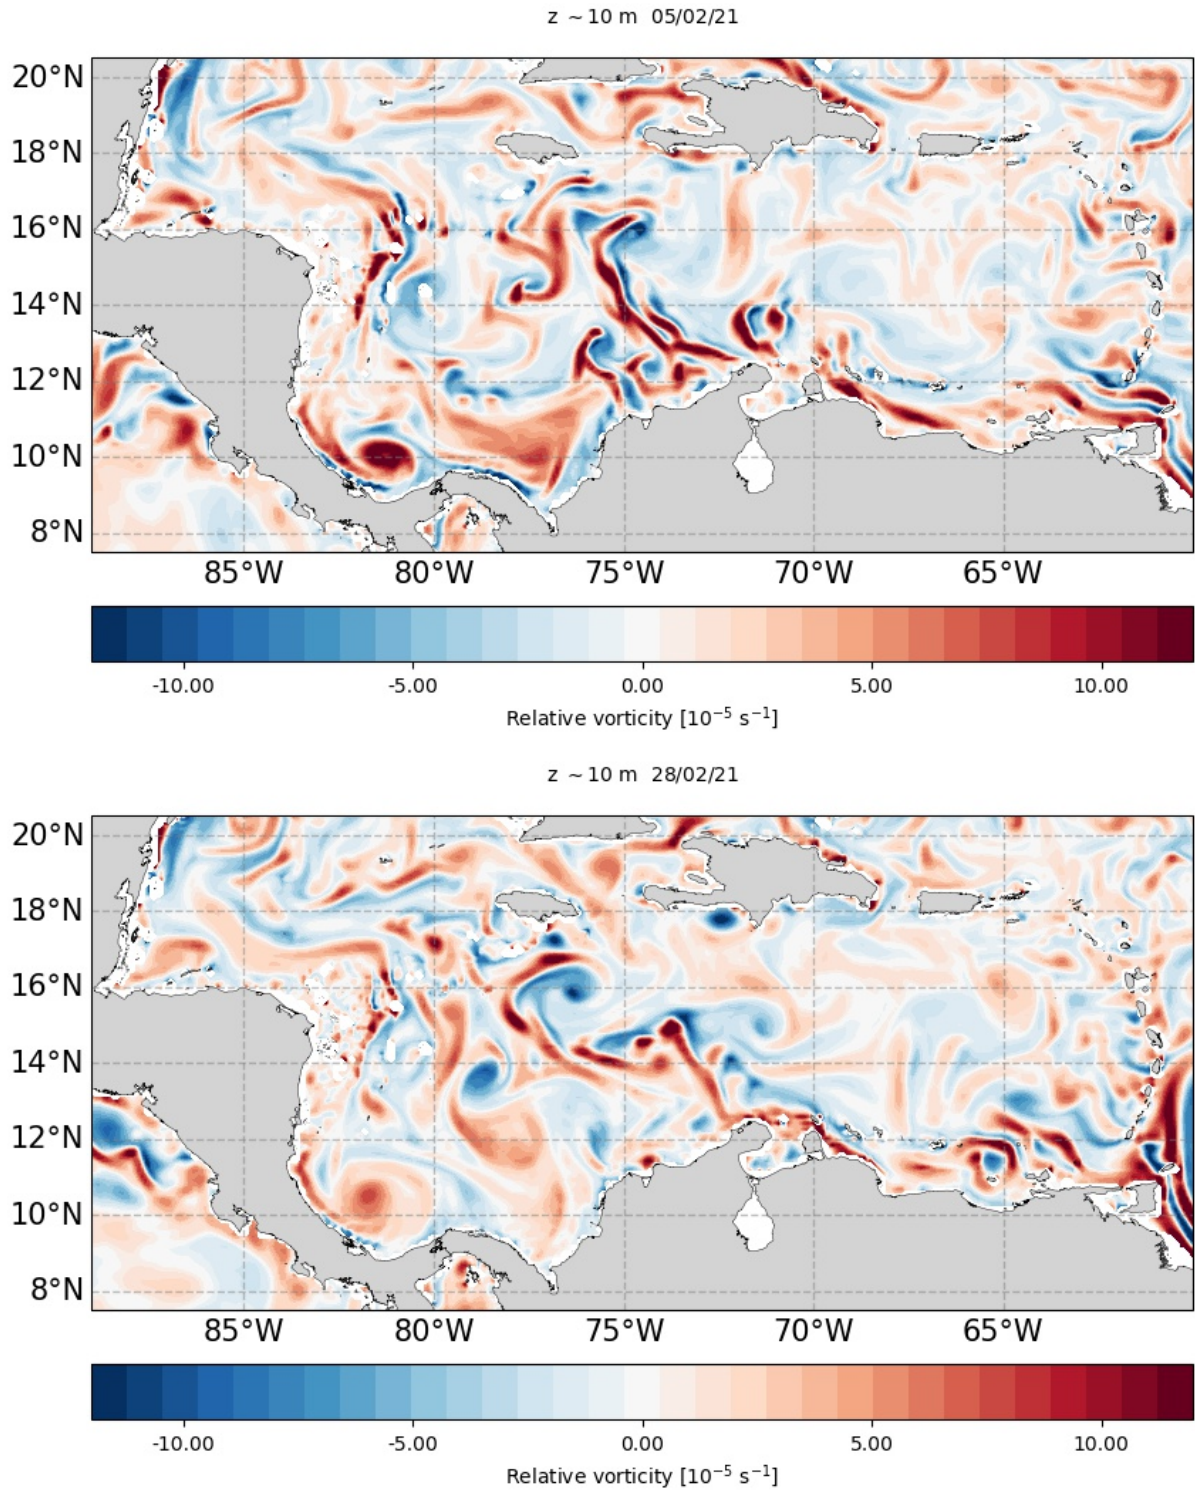 z ~10 m 05/02/21
20°N
18°N
16°N
14°N
12°N
10°N
8°N
85°W 80°W 75°W 70°W 65°W
-10.00 -5.00 0.00 5.00 10.00
Relative vorticity [10⁻⁵ s⁻¹]
z ~10 m 28/02/21
20°N
18°N
16°N
14°N
12°N
10°N
8°N
85°W 80°W 75°W 70°W 65°W
-10.00 -5.00 0.00 5.00 10.00
Relative vorticity [10⁻⁵ s⁻¹]